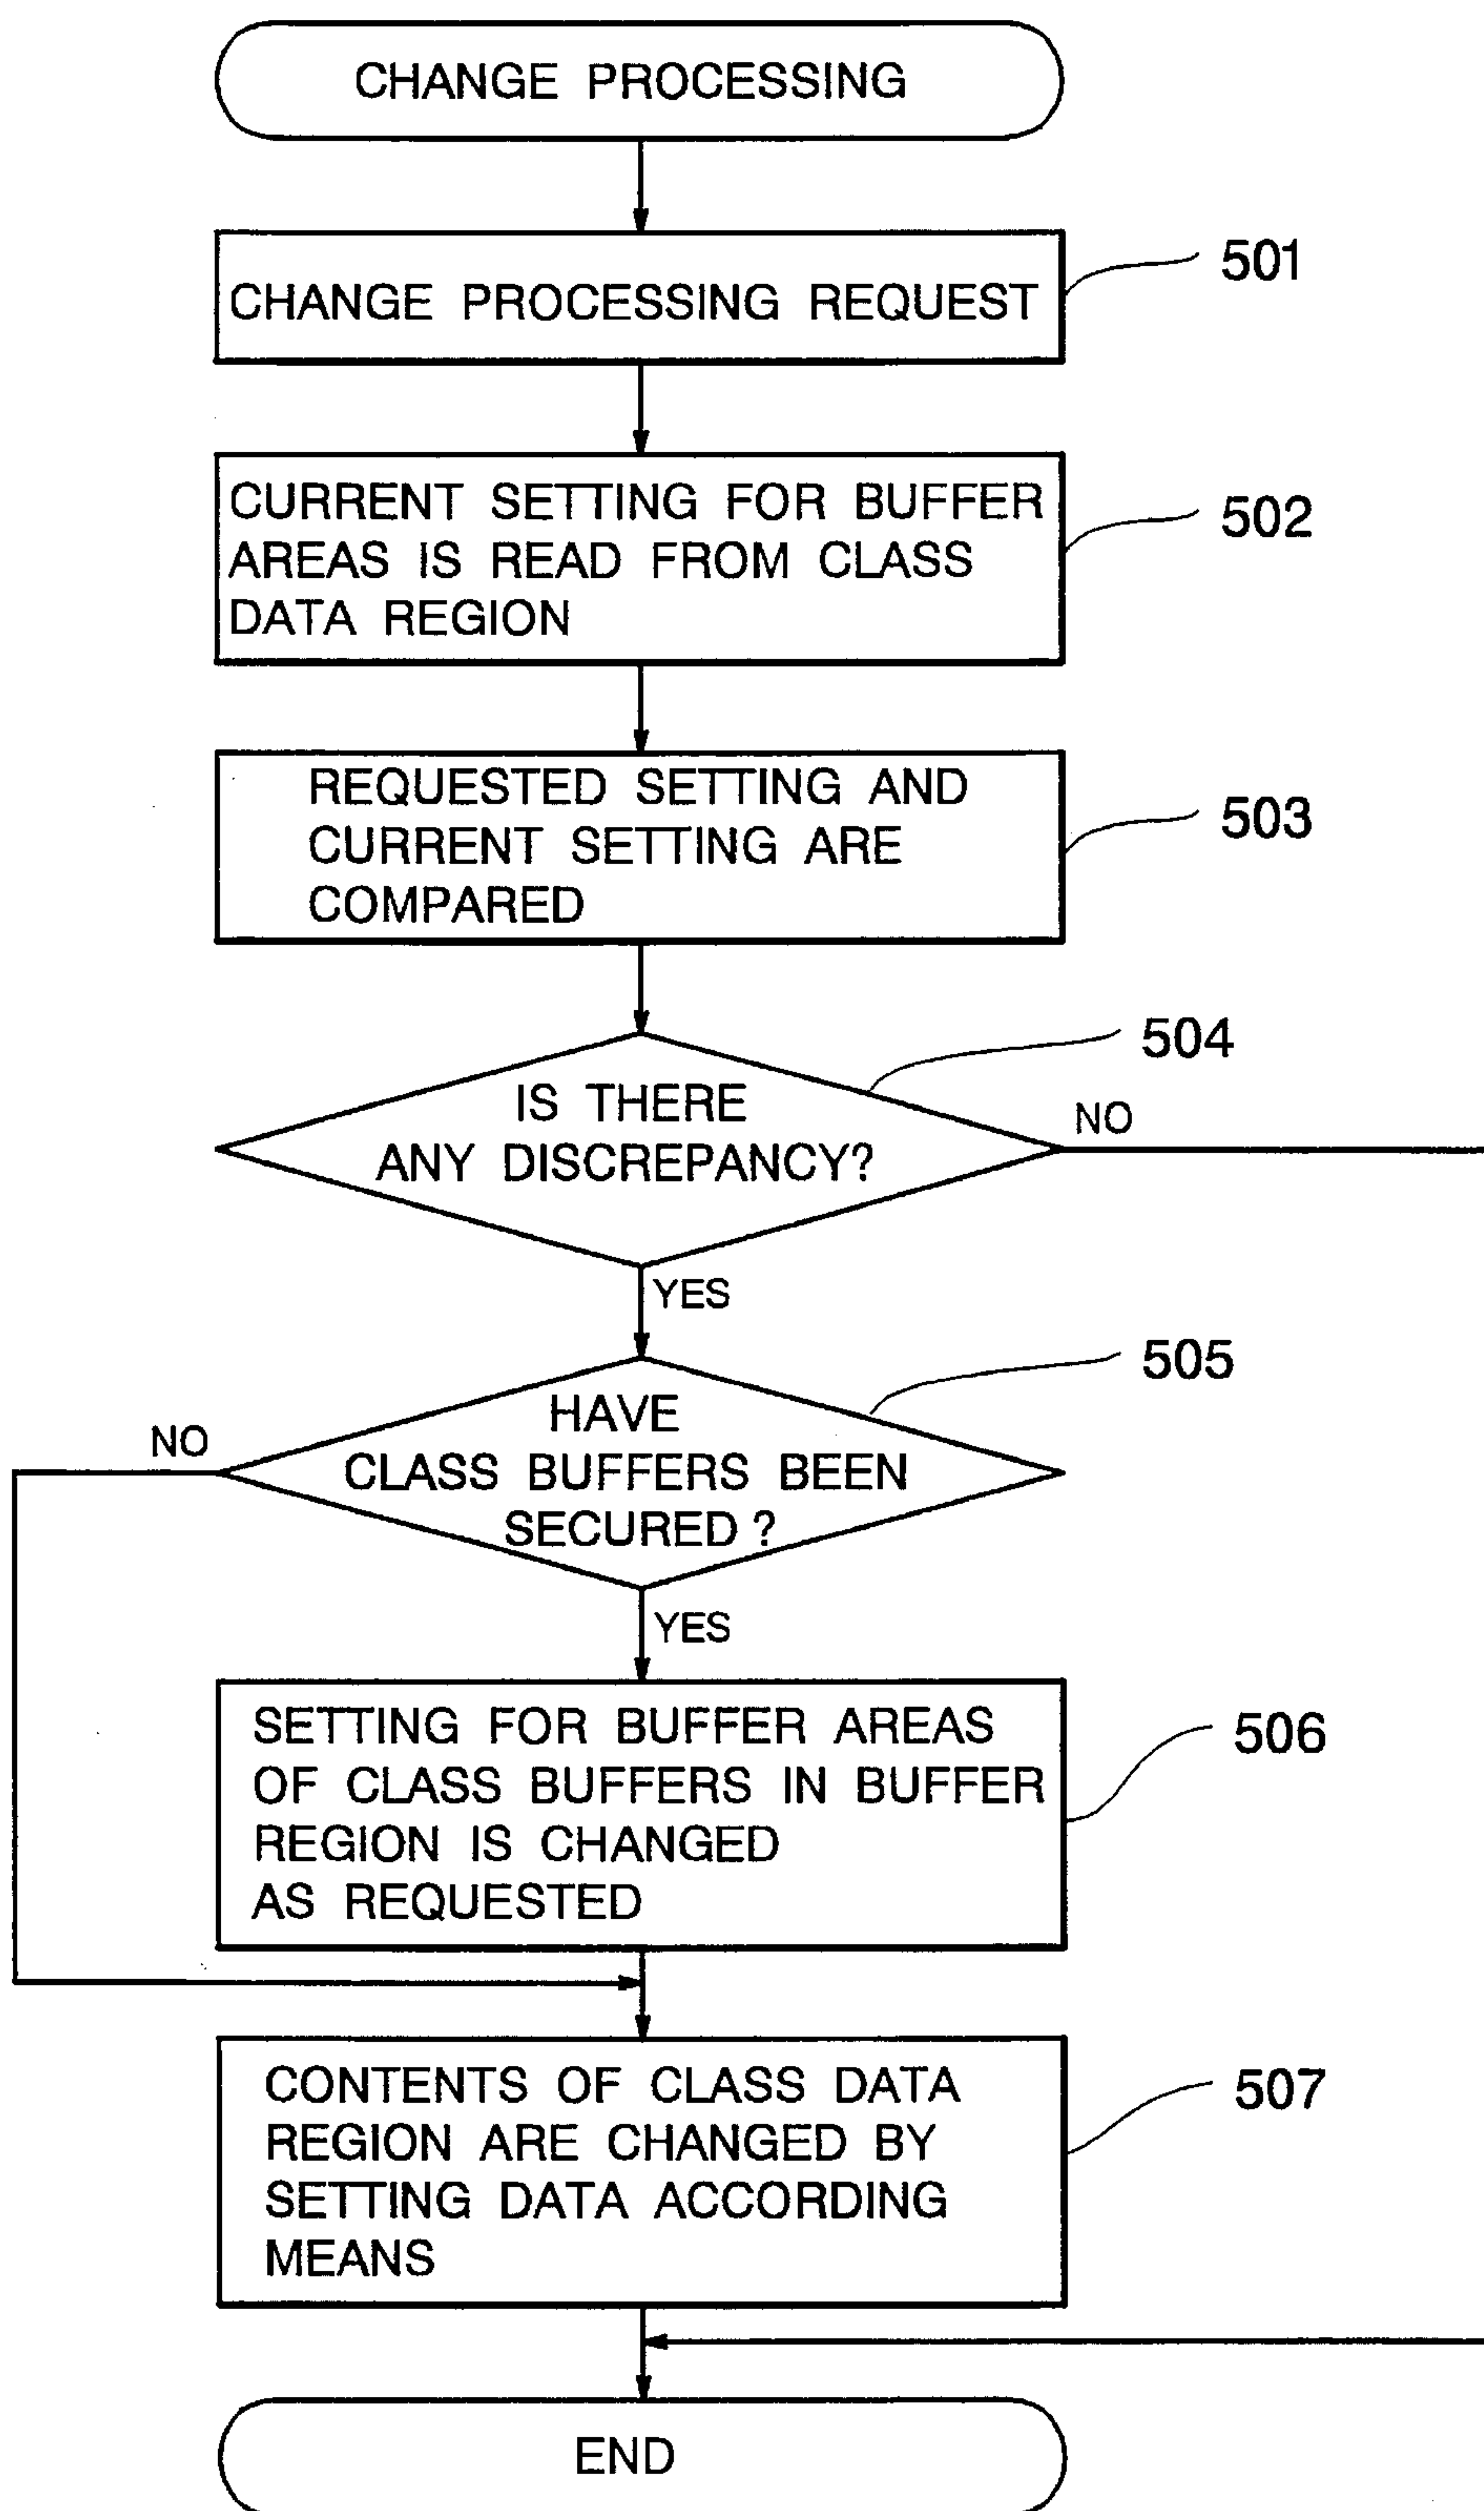 CHANGE PROCESSING
CHANGE PROCESSING REQUEST
501
CURRENT SETTING FOR BUFFER
AREAS IS READ FROM CLASS
DATA REGION
502
REQUESTED SETTING AND
CURRENT SETTING ARE
COMPARED
503
504
IS THERE
ANY DISCREPANCY?
NO
YES
505
HAVE
CLASS BUFFERS BEEN
SECURED ?
NO
YES
SETTING FOR BUFFER AREAS
OF CLASS BUFFERS IN BUFFER
REGION IS CHANGED
AS REQUESTED
506
CONTENTS OF CLASS DATA
REGION ARE CHANGED BY
SETTING DATA ACCORDING
MEANS
507
END